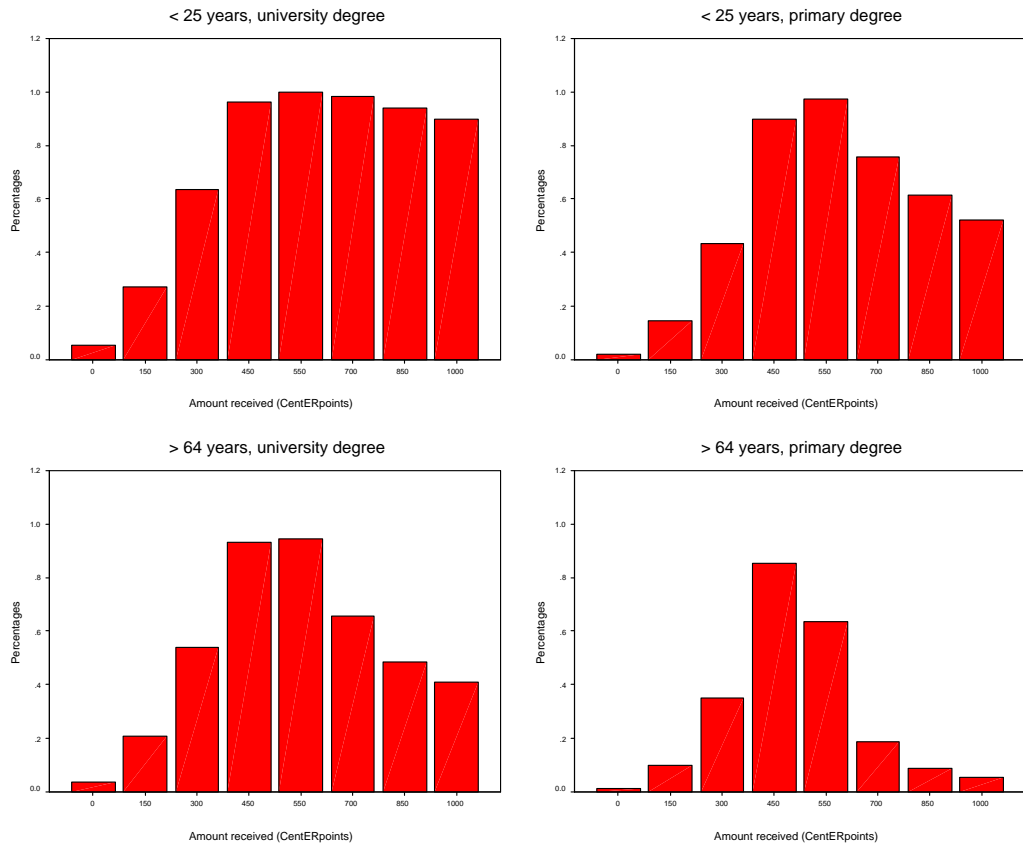 < 25 years, university degree
1.2
1.0
.8
.6
.4
.2
0.0
Percentages
0 150 300 450 550 700 850 1000
Amount received (CentERpoints)
< 25 years, primary degree
1.2
1.0
.8
.6
.4
.2
0.0
Percentages
0 150 300 450 550 700 850 1000
Amount received (CentERpoints)
> 64 years, university degree
1.2
1.0
.8
.6
.4
.2
0.0
Percentages
0 150 300 450 550 700 850 1000
Amount received (CentERpoints)
> 64 years, primary degree
1.2
1.0
.8
.6
.4
.2
0.0
Percentages
0 150 300 450 550 700 850 1000
Amount received (CentERpoints)